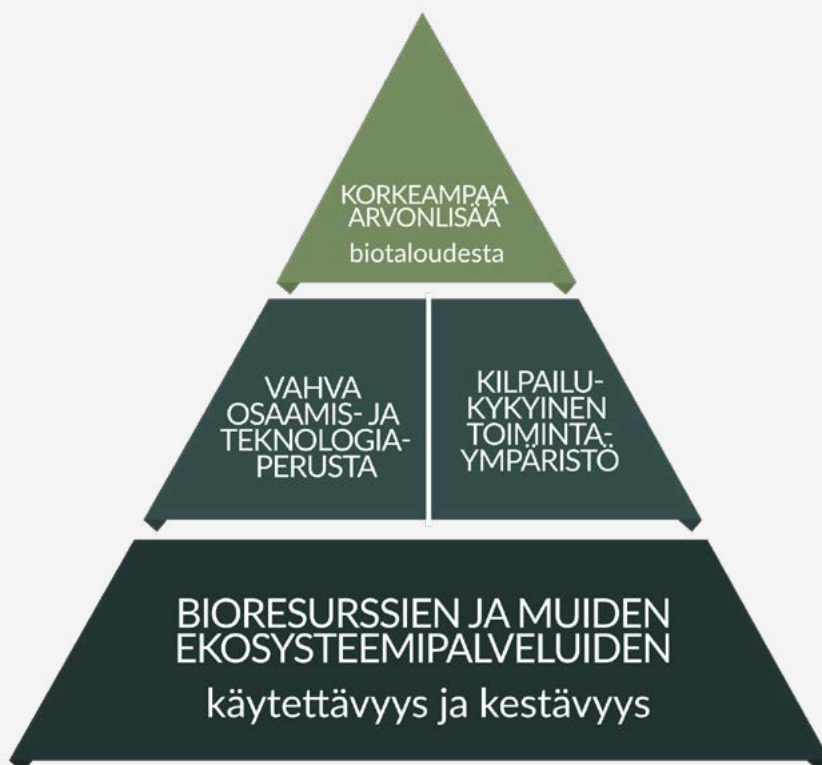 KORKEAMPAA
ARVONLISÄÄ
biotaloudesta
VAHVA
OSAAMIS- JA
TEKNOLOGIA-
PERUSTA
KILPAILU-
KYKYINEN
TOIMINTA-
YMPÄRISTÖ
BIORESURSSIEN JA MUIDEN
EKOSYSTEEMIPALVELUIDEN
käytettävyys ja kestävyys